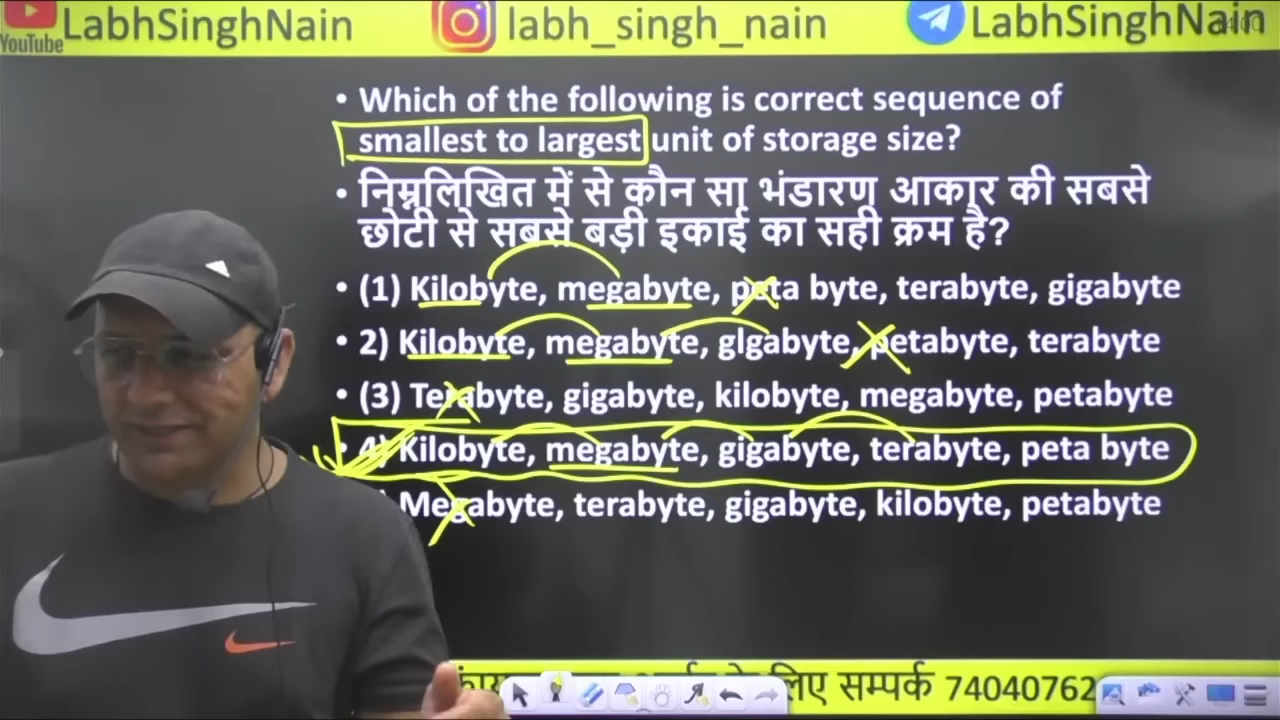 YouTube LabhSinghNain labh_singh_nain LabhSinghNain
• Which of the following is correct sequence of
smallest to largest unit of storage size?
• निम्नलिखित में से कौन सा भंडारण आकार की सबसे
छोटी से सबसे बड़ी इकाई का सही क्रम है?
• (1) Kilobyte, megabyte, peta byte, terabyte, gigabyte
• 2) Kilobyte, megabyte, glgabyte, petabyte, terabyte
• (3) Terabyte, gigabyte, kilobyte, megabyte, petabyte
• 4) Kilobyte, megabyte, gigabyte, terabyte, peta byte
) Megabyte, terabyte, gigabyte, kilobyte, petabyte
लिए सम्पर्क 74040762